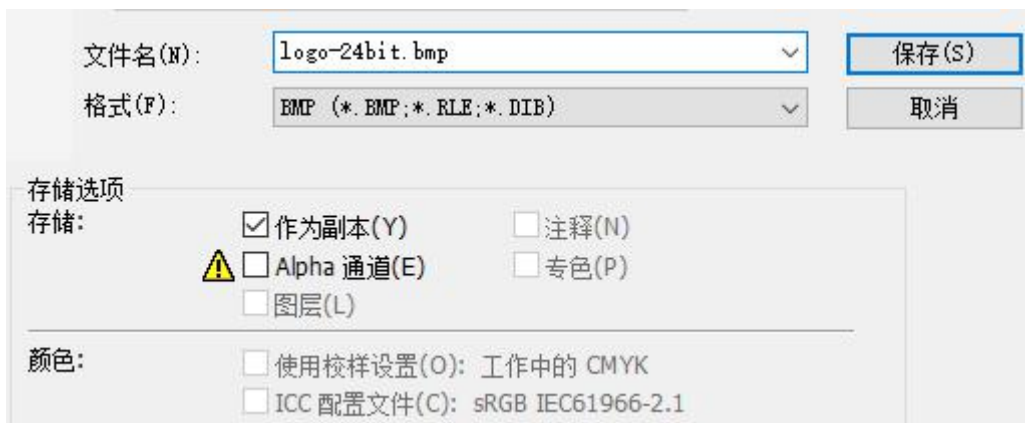 文件名(N): logo-24bit.bmp 保存(S)
格式(F): BMP (*.BMP;*.RLE;*.DIB) 取消
存储选项
存储: 作为副本(Y) 注释(N)
Alpha 通道(E) 专色(P)
图层(L)
颜色: 使用校样设置(O): 工作中的 CMYK
ICC 配置文件(C): sRGB IEC61966-2.1